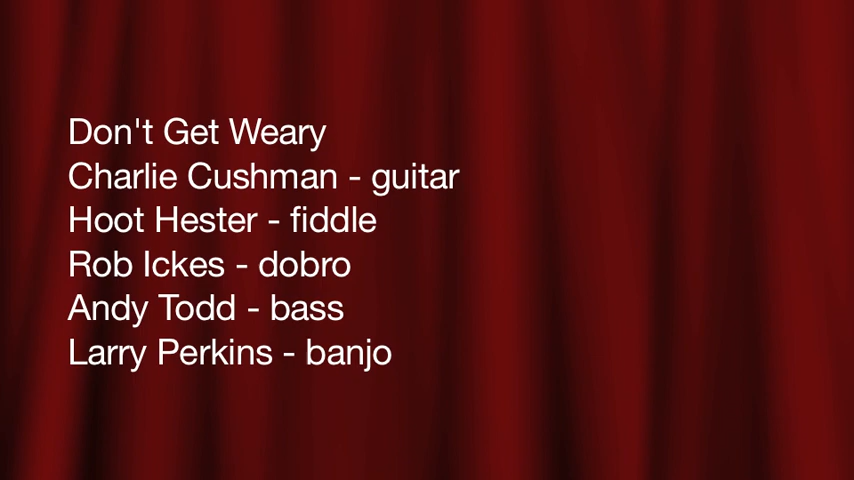 Don't Get Weary
Charlie Cushman - guitar
Hoot Hester - fiddle
Rob Ickes - dobro
Andy Todd - bass
Larry Perkins - banjo